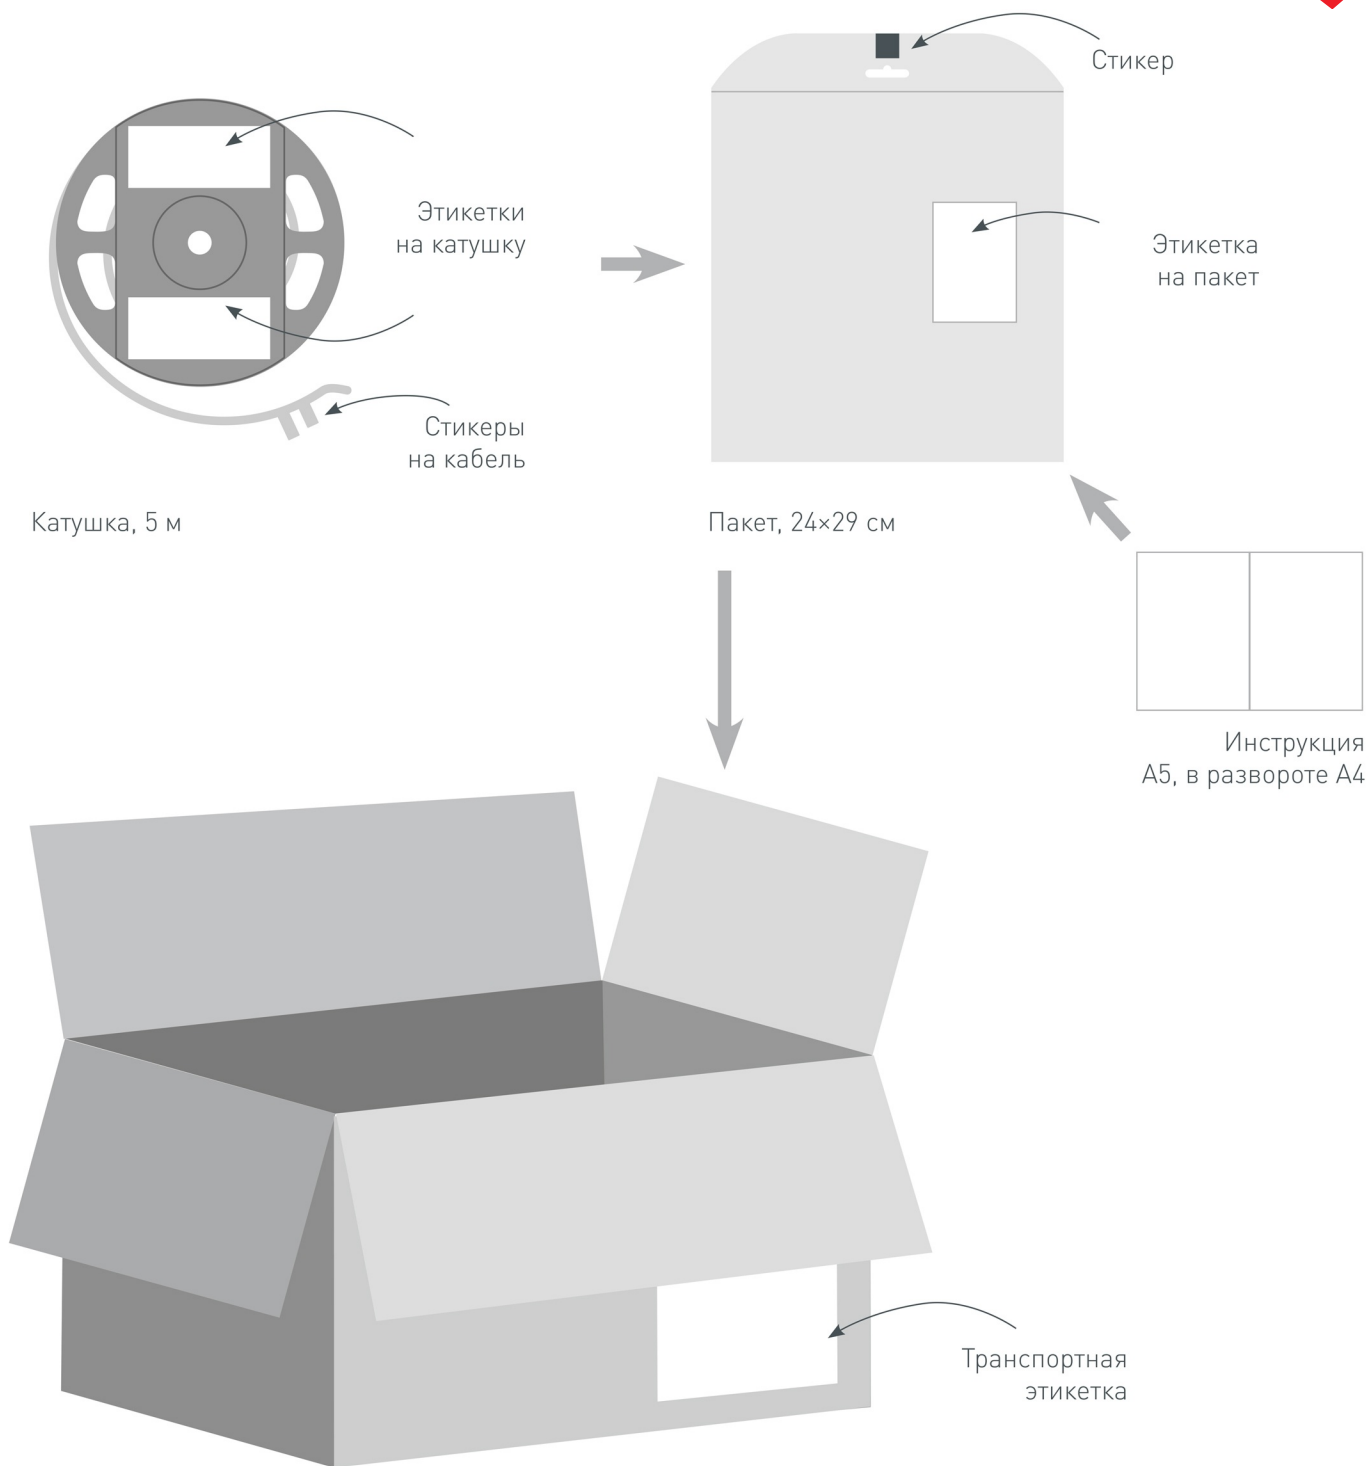 Стикер
Этикетки
на катушку
Этикетка
на пакет
Стикеры
на кабель
Катушка, 5 м
Пакет, 24×29 см
Инструкция
А5, в развороте А4
Транспортная
этикетка